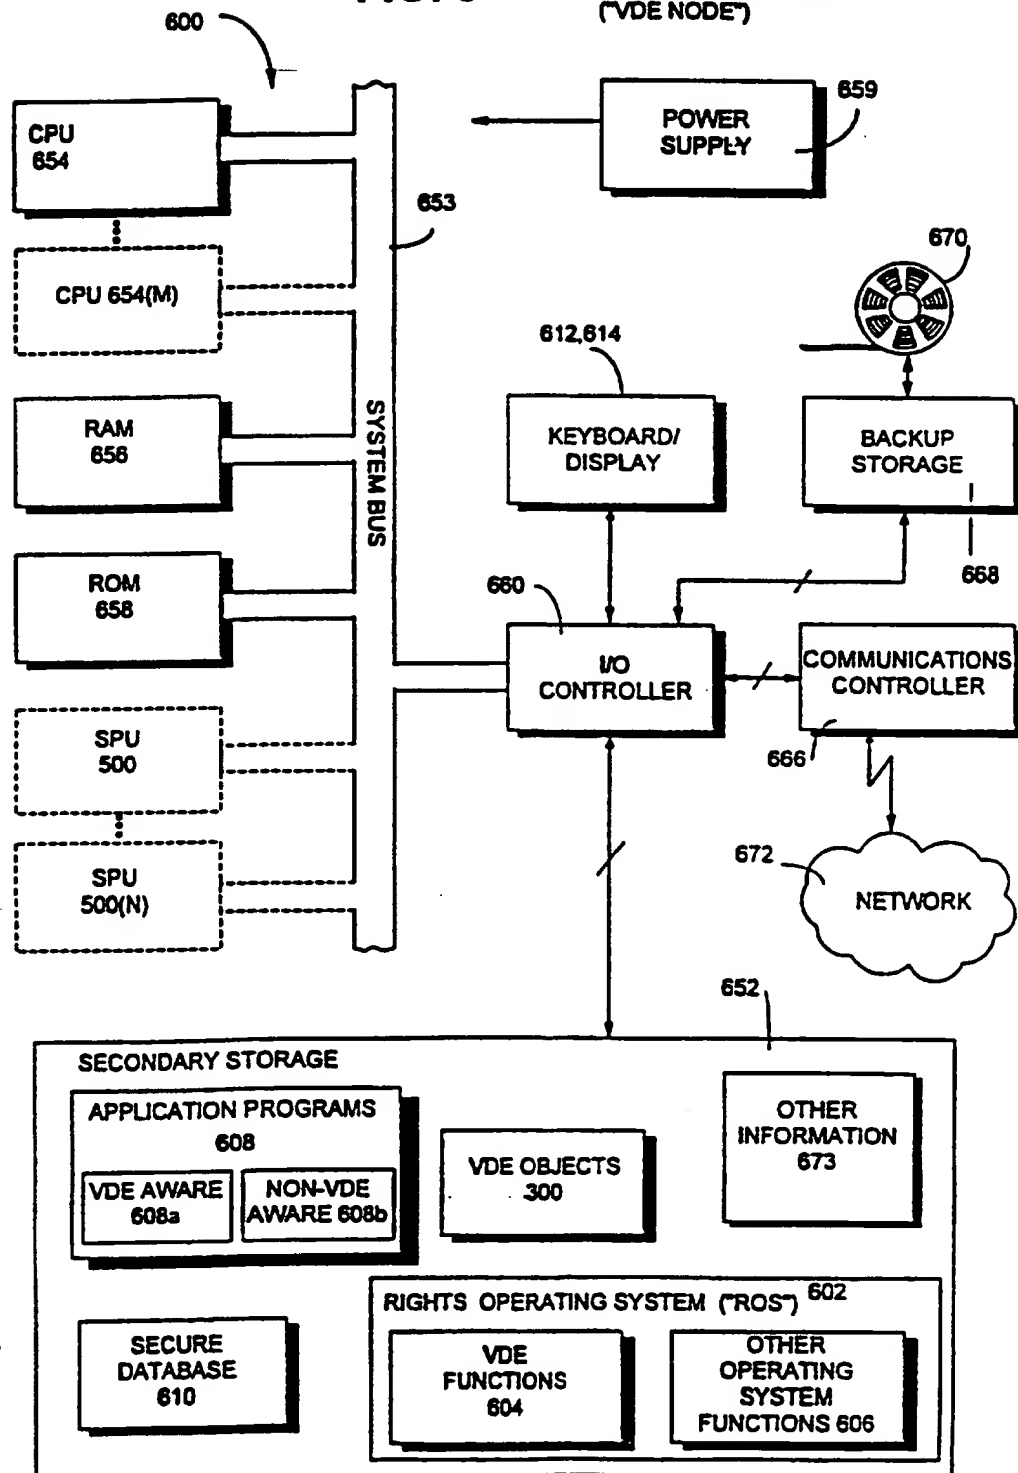 ("VDE NODE")
600
CPU
654
POWER
SUPPLY
659
653
CPU 654(M)
670
612,614
RAM
656
SYSTEM BUS
KEYBOARD/
DISPLAY
BACKUP
STORAGE
668
ROM
658
660
I/O
CONTROLLER
COMMUNICATIONS
CONTROLLER
666
SPU
500
SPU
500(N)
672
NETWORK
652
SECONDARY STORAGE
APPLICATION PROGRAMS
608
VDE AWARE
608a
NON-VDE
AWARE 608b
VDE OBJECTS
300
OTHER
INFORMATION
673
SECURE
DATABASE
610
RIGHTS OPERATING SYSTEM ("ROS") 602
VDE
FUNCTIONS
604
OTHER
OPERATING
SYSTEM
FUNCTIONS 606